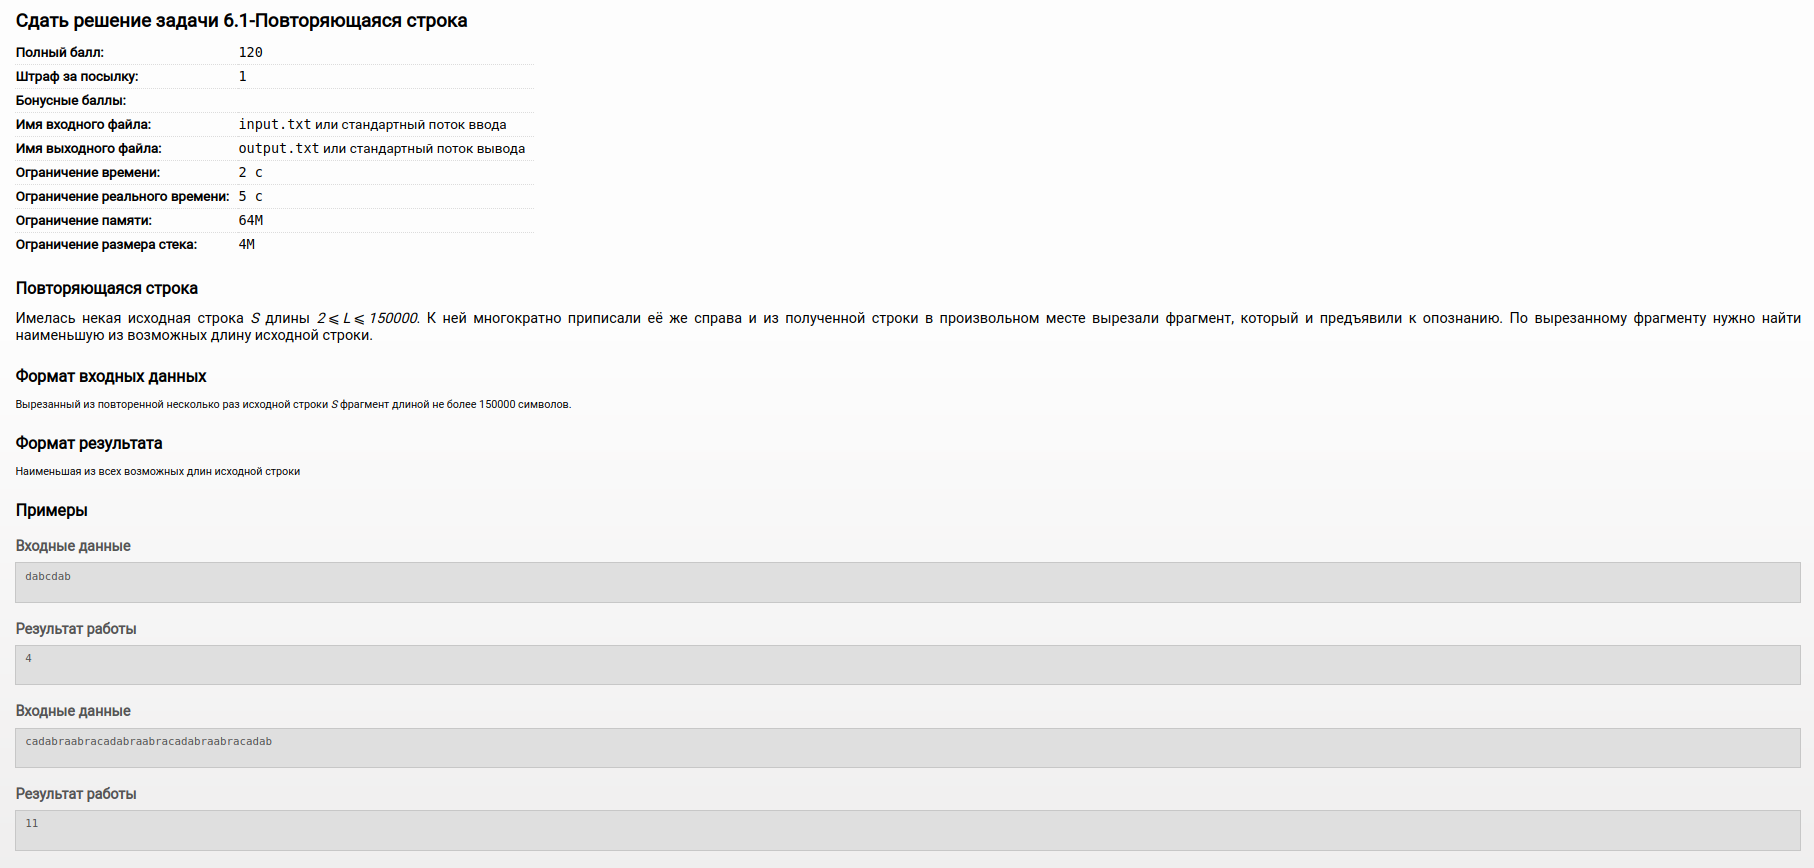 Сдать решение задачи 6.1-Повторяющаяся строка
Полный балл: 120
Штраф за посылку: 1
Бонусные баллы:
Имя входного файла: input.txt или стандартный поток ввода
Имя выходного файла: output.txt или стандартный поток вывода
Ограничение времени: 2 с
Ограничение реального времени: 5 с
Ограничение памяти: 64M
Ограничение размера стека: 4M
Повторяющаяся строка
Имелась некая исходная строка S длины 2 ⩽ L ⩽ 150000. К ней многократно приписали её же справа и из полученной строки в произвольном месте вырезали фрагмент, который и предъявили к опознанию. По вырезанному фрагменту нужно найти
наименьшую из возможных длину исходной строки.
Формат входных данных
Вырезанный из повторенной несколько раз исходной строки S фрагмент длиной не более 150000 символов.
Формат результата
Наименьшая из всех возможных длин исходной строки
Примеры
Входные данные
dabcdab
Результат работы
4
Входные данные
cadabraabracadabraabracadabraabracadab
Результат работы
11